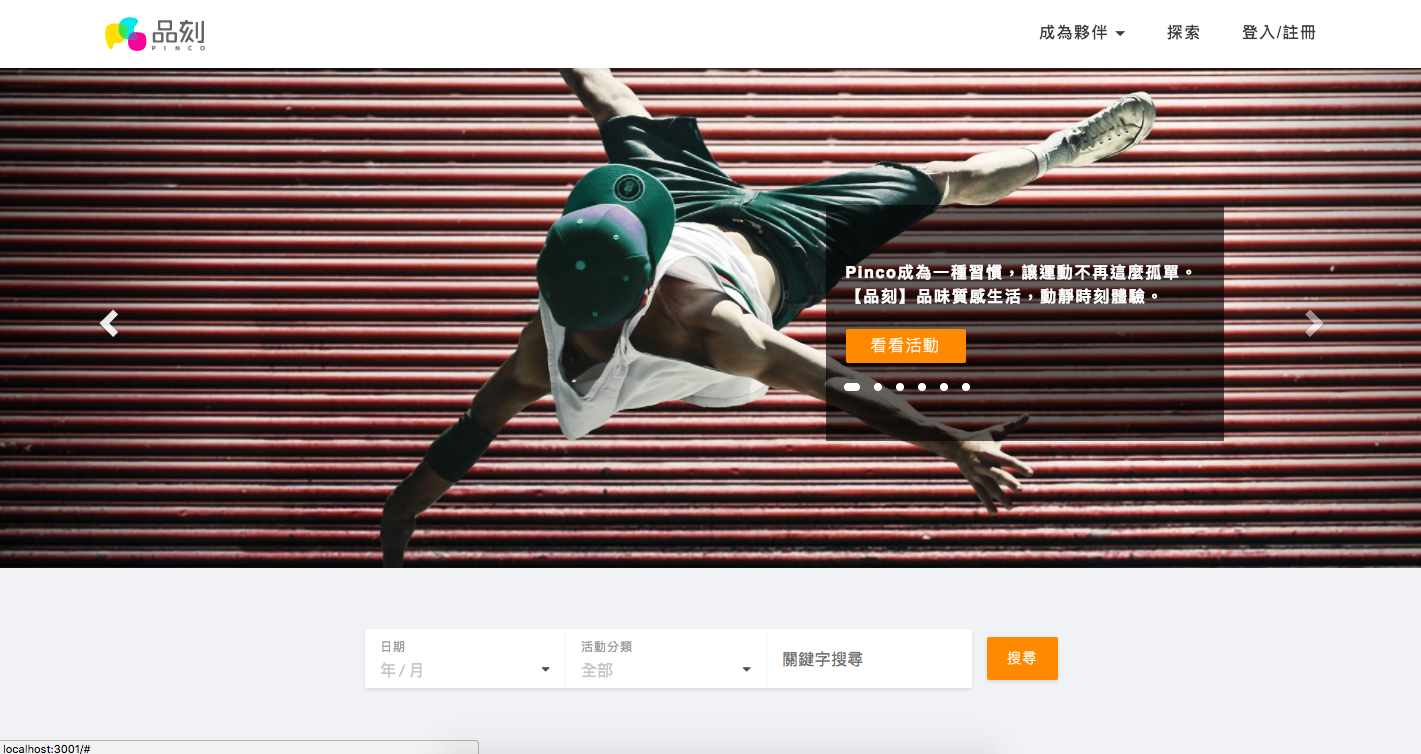 品刻
PINCO
成為夥伴
探索
登入/註冊
Pinco成為一種習慣，讓運動不再這麼孤單。
【品刻】品味質感生活，動靜時刻體驗。
看看活動
日期
年 / 月
活動分類
全部
關鍵字搜尋
搜尋
localhost:3001/#